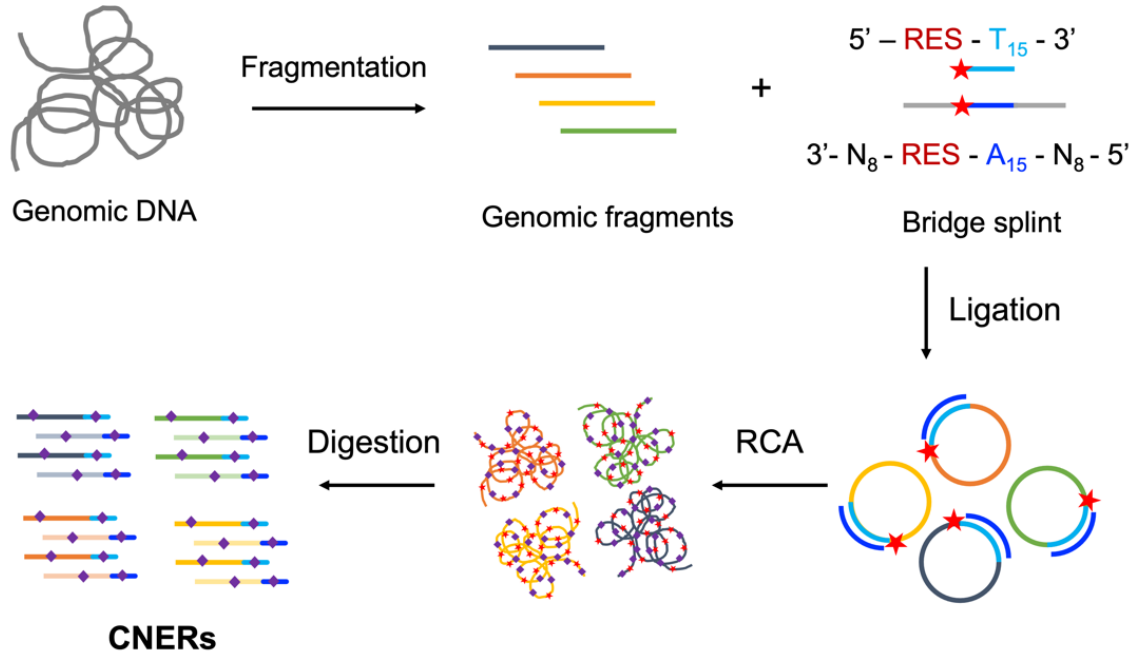 Fragmentation
5’ – RES - T₁₅ - 3’
+
3’- N₈ - RES - A₁₅ - N₈ - 5’
Genomic DNA
Genomic fragments
Bridge splint
Ligation
Digestion
RCA
CNERs